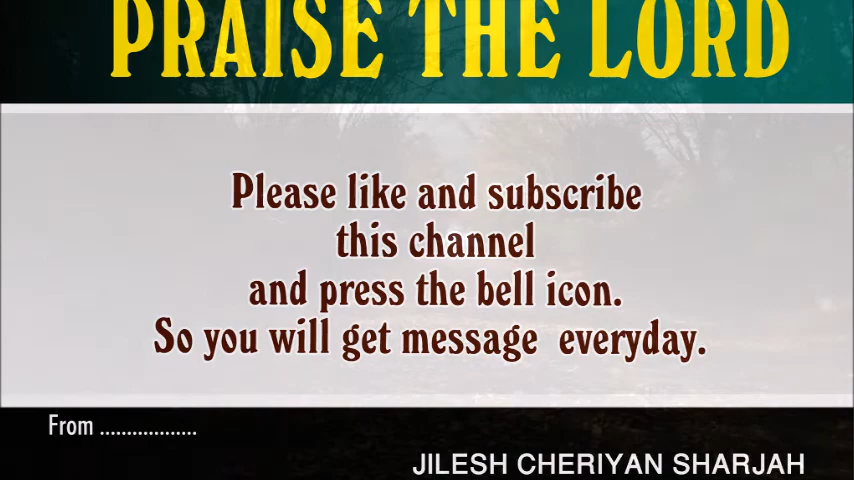 PRAISE THE LORD
Please like and subscribe
this channel
and press the bell icon.
So you will get message everyday.
From ..................
JILESH CHERIYAN SHARJAH